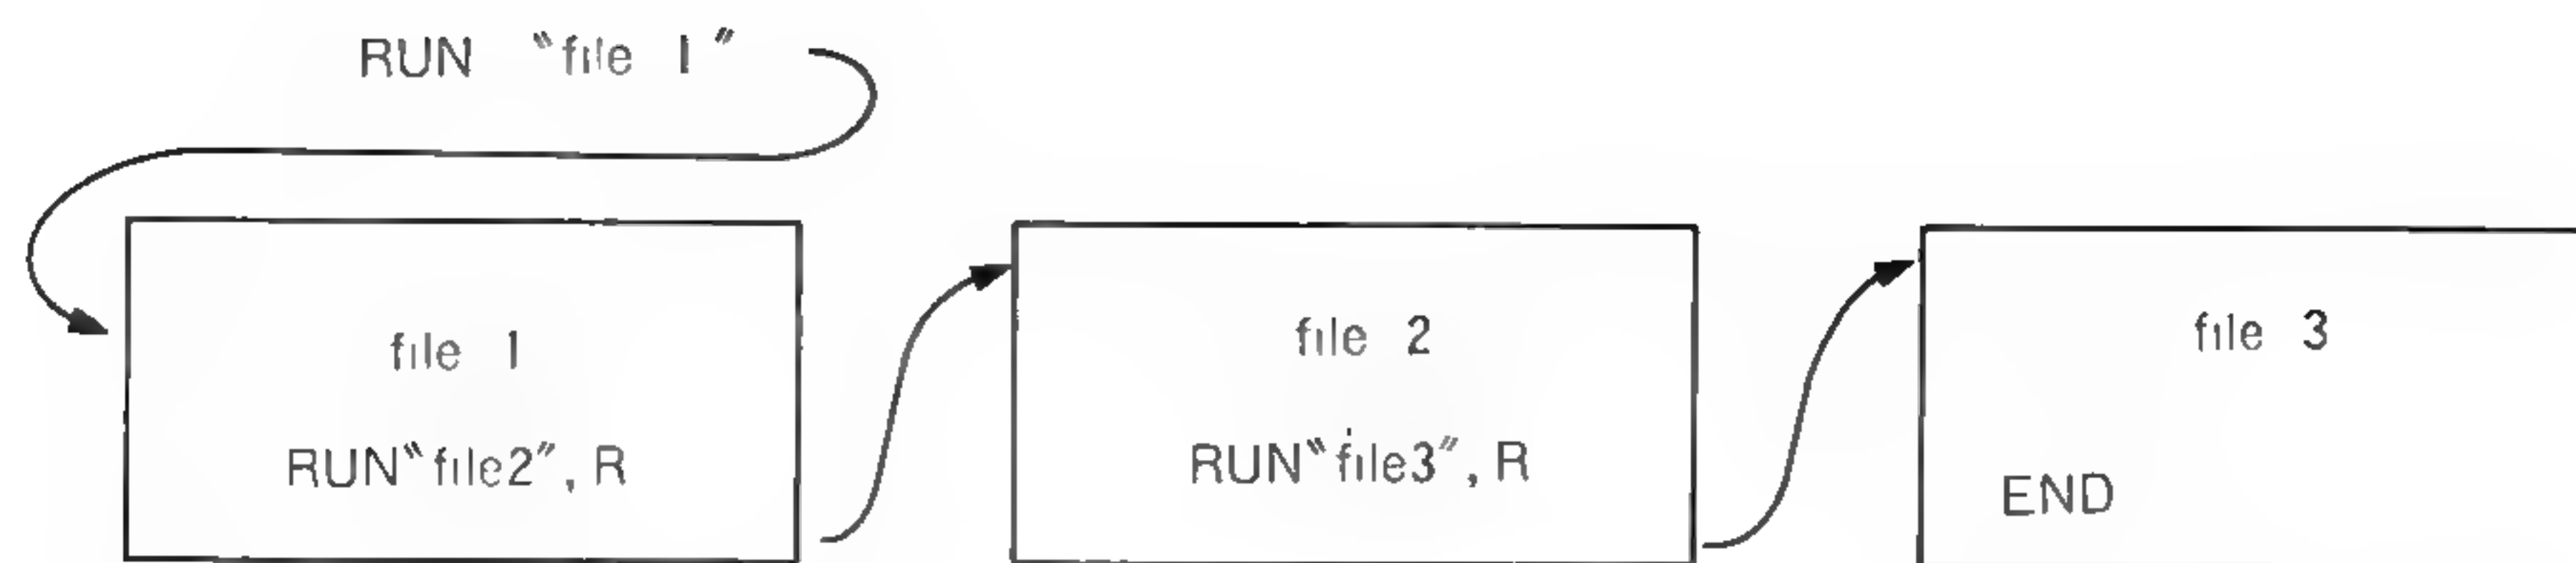 RUN "file 1"
file 1
RUN"file2", R
file 2
RUN"file3", R
file 3
END